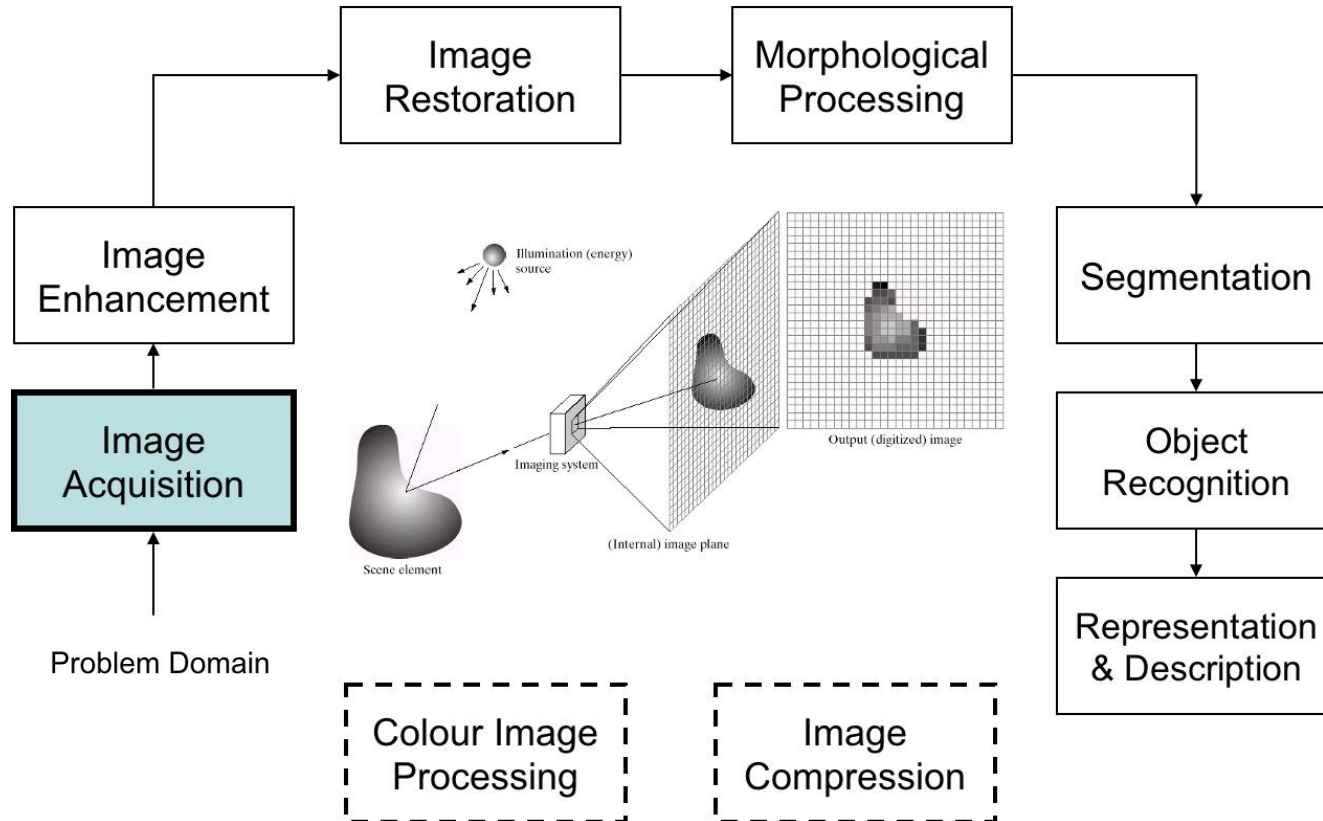 Image
Restoration
Morphological
Processing
Image
Enhancement
Illumination (energy)
source
Segmentation
Image
Acquisition
Output (digitized) image
Imaging system
Object
Recognition
(Internal) image plane
Scene element
Problem Domain
Representation
& Description
Colour Image
Processing
Image
Compression